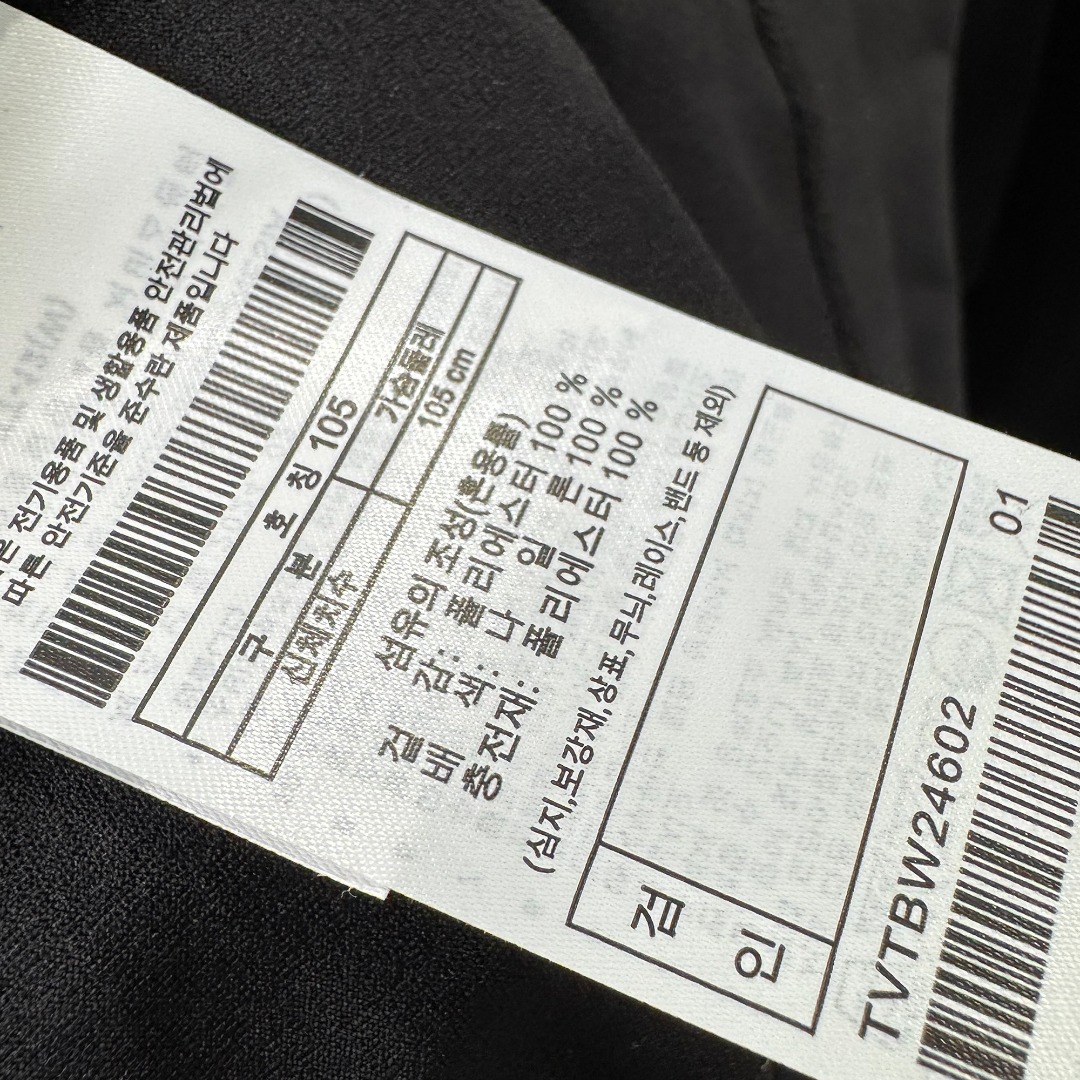 전기용품 및 생활용품 안전관리법에
따른 안전기준을 준수한 제품입니다
호 칭 105
구 분 가슴둘레
신체치수 105 cm
섬유의 조성(혼용률)
겉 감: 폴리에스터 100 %
배 색: 나 일 론 100 %
충전재: 폴리에스터 100 %
(심지,보강재,상표,무늬,레이스,밴드 등 제외)
검 인
TVTBW24602 01